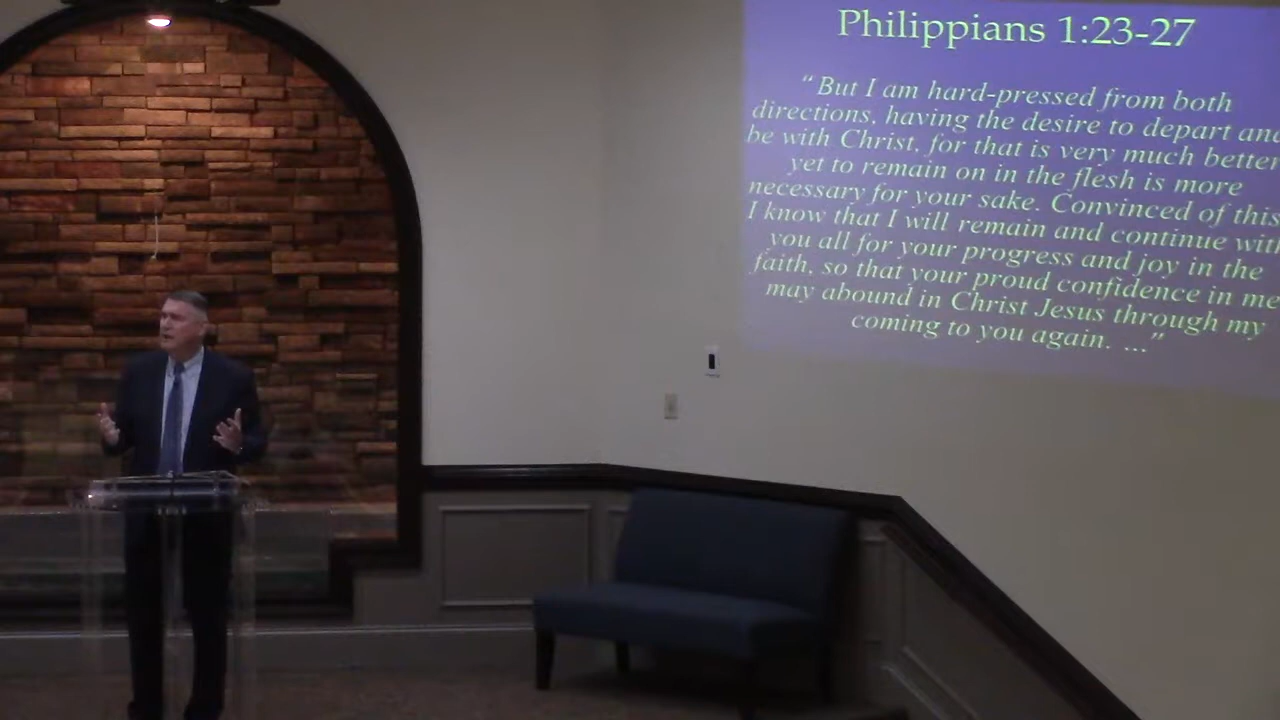 Philippians 1:23-27
“ But I am hard-pressed from both
directions, having the desire to depart and
be with Christ, for that is very much better
yet to remain on in the flesh is more
necessary for your sake. Convinced of this
I know that I will remain and continue with
you all for your progress and joy in the
faith, so that your proud confidence in me
may abound in Christ Jesus through my
coming to you again. ...”